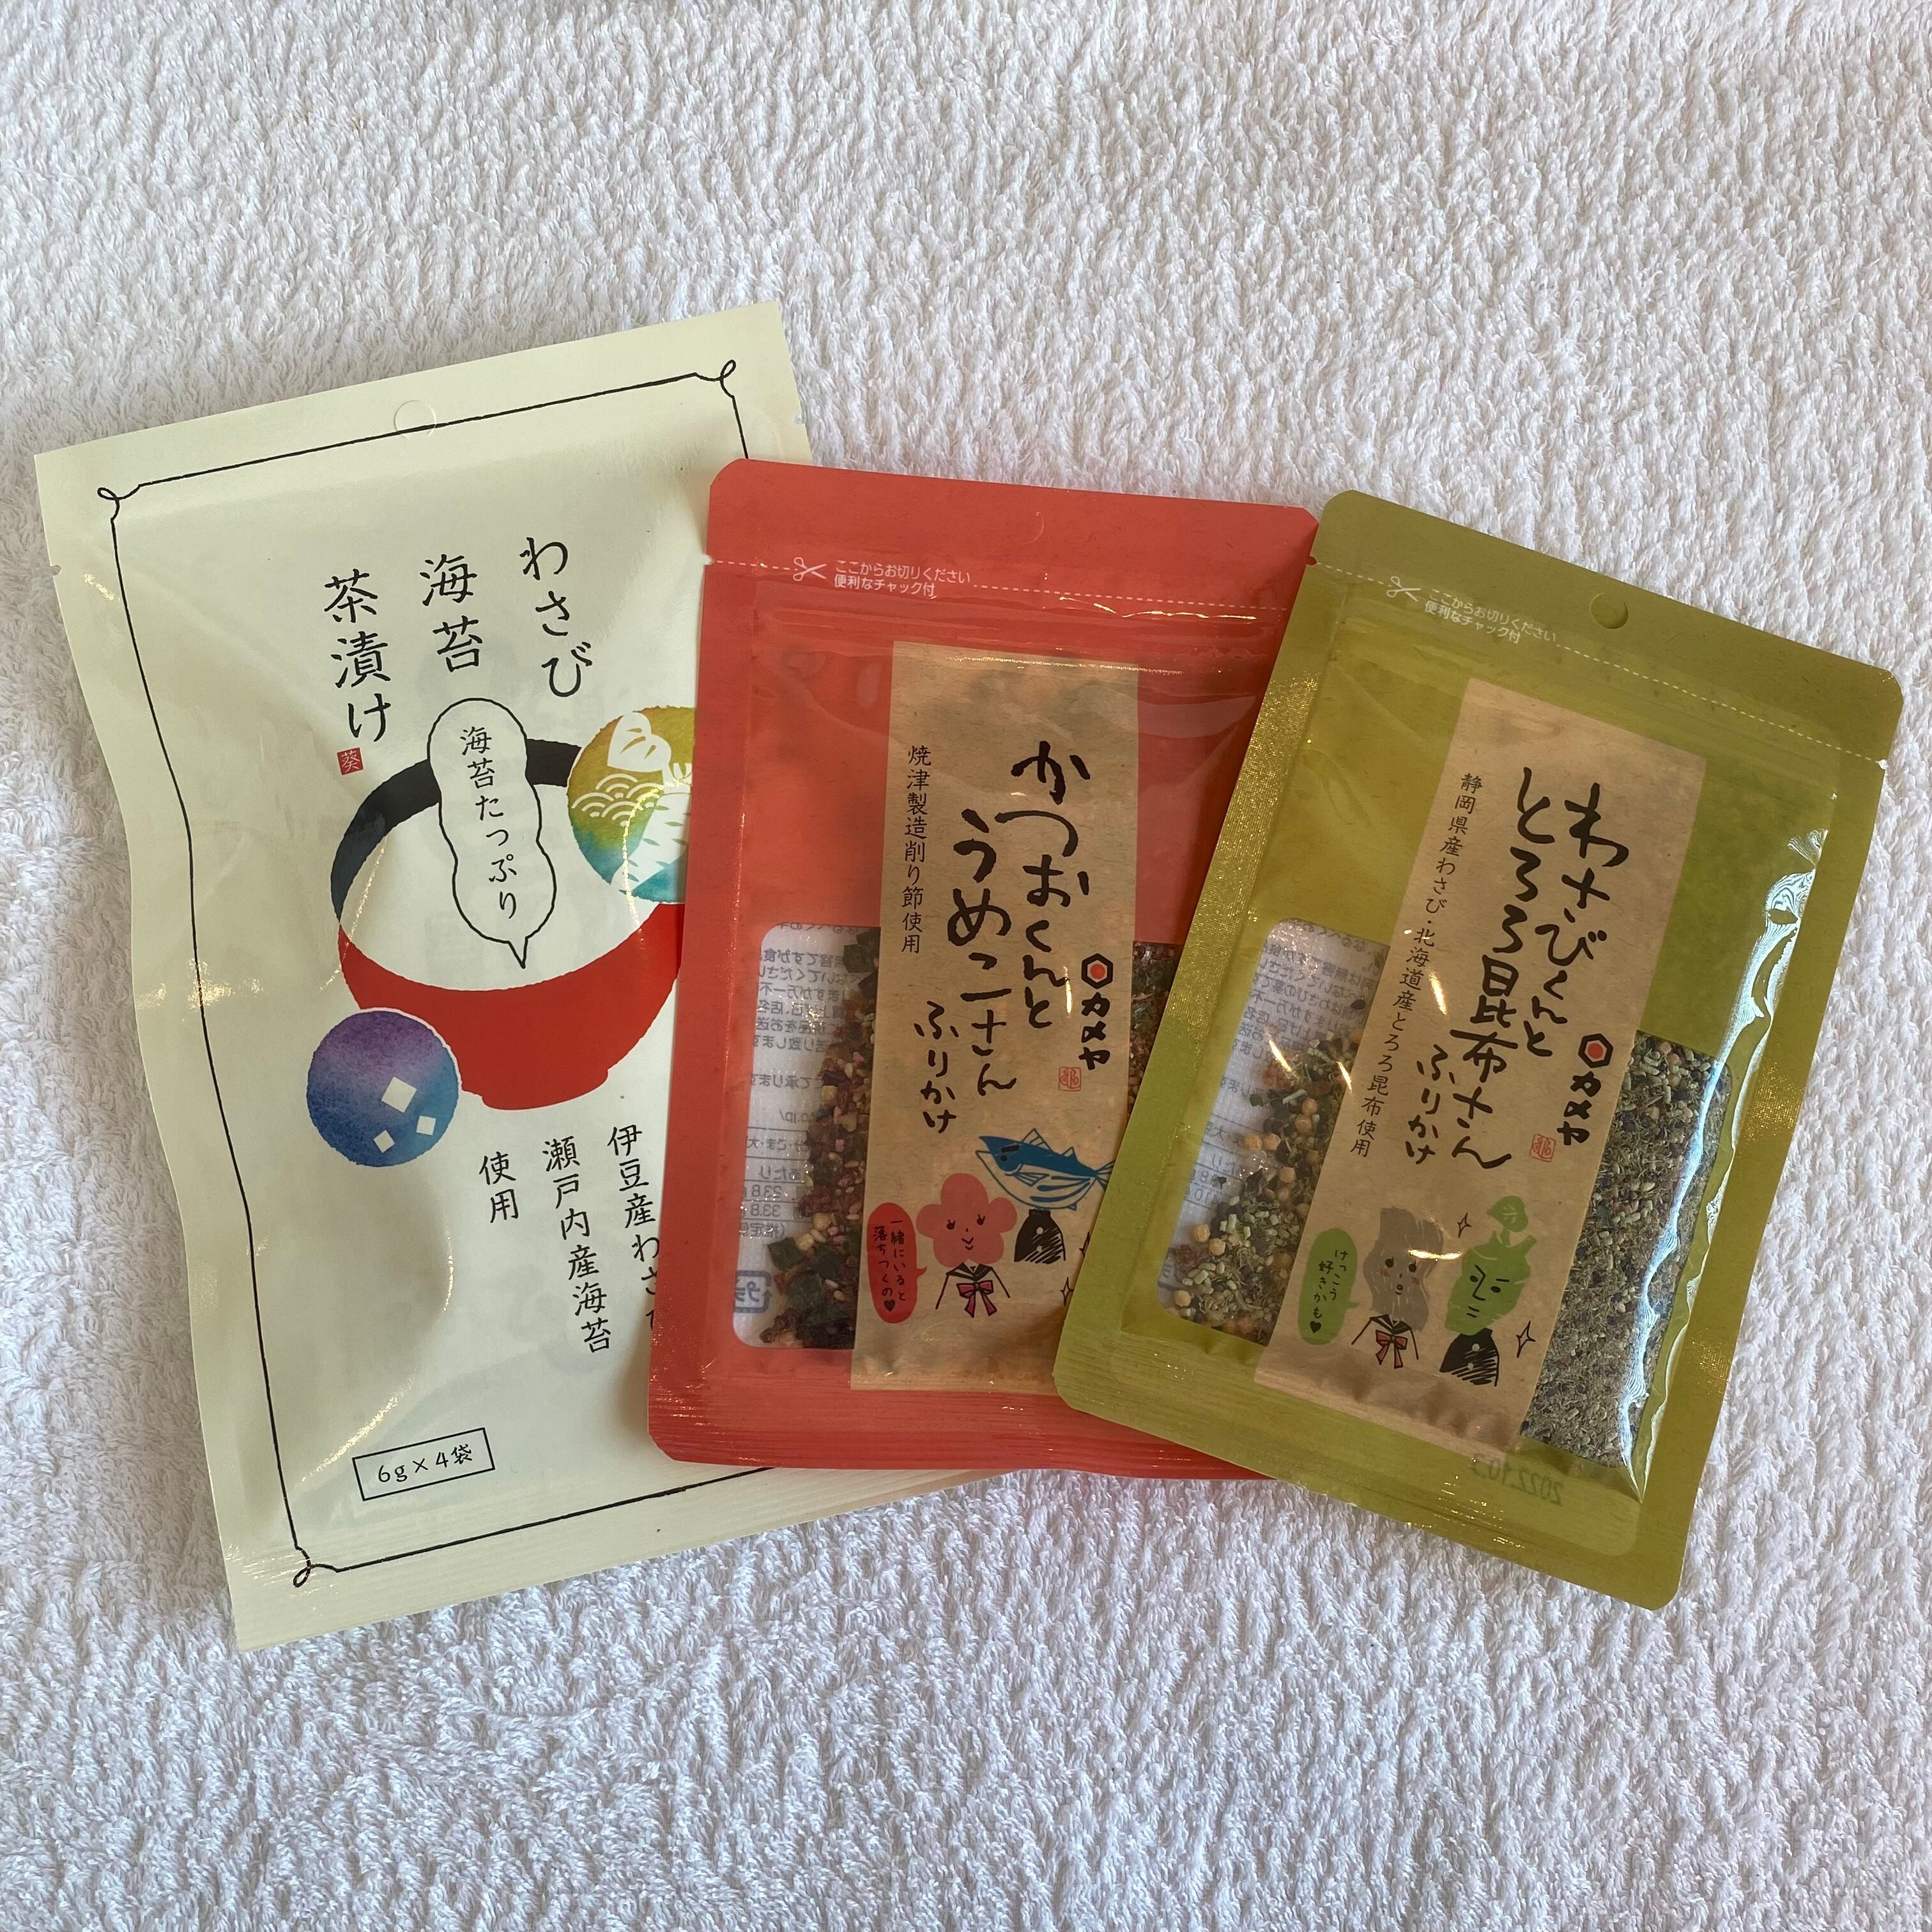 わさび
海苔
茶漬け
葵
海苔たっぷり
伊豆産わさび
瀬戸内産海苔
使用
6g×4袋
ここからお切りください
便利なチャック付
かつおくんと
うめこさん
ふりかけ
焼津製造削り節使用
カメヤ
一緒にいると
落ちつくの♥
ここからお切りください
便利なチャック付
わさびくんと
とろろ昆布さん
ふりかけ
静岡県産わさび・北海道産とろろ昆布使用
カメヤ
けっこう
好きかも♥